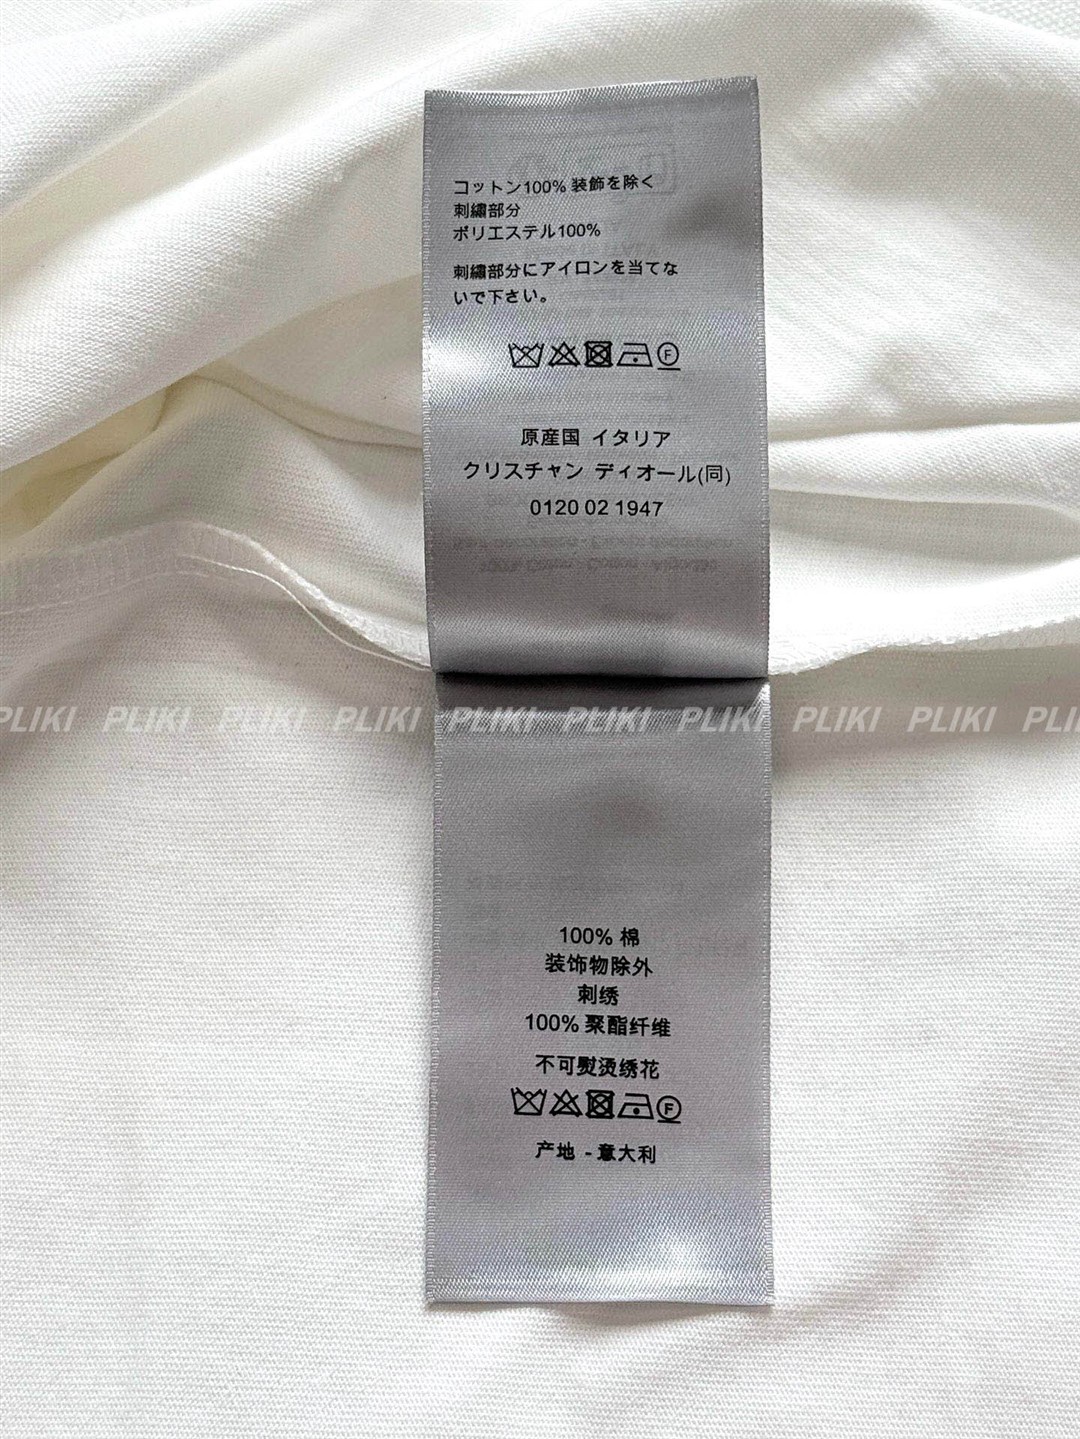 コットン100% 装飾を除く
刺繡部分
ポリエステル100%
刺繡部分にアイロンを当てな
いで下さい。
F
原産国 イタリア
クリスチャン ディオール(同)
0120 02 1947
PLIKI PLIKI PLIKI PLIKI PLIKI PLIKI PLIKI PLIKI PLIKI PLI
100% 棉
装饰物除外
刺绣
100% 聚酯纤维
不可熨烫绣花
F
产地 - 意大利